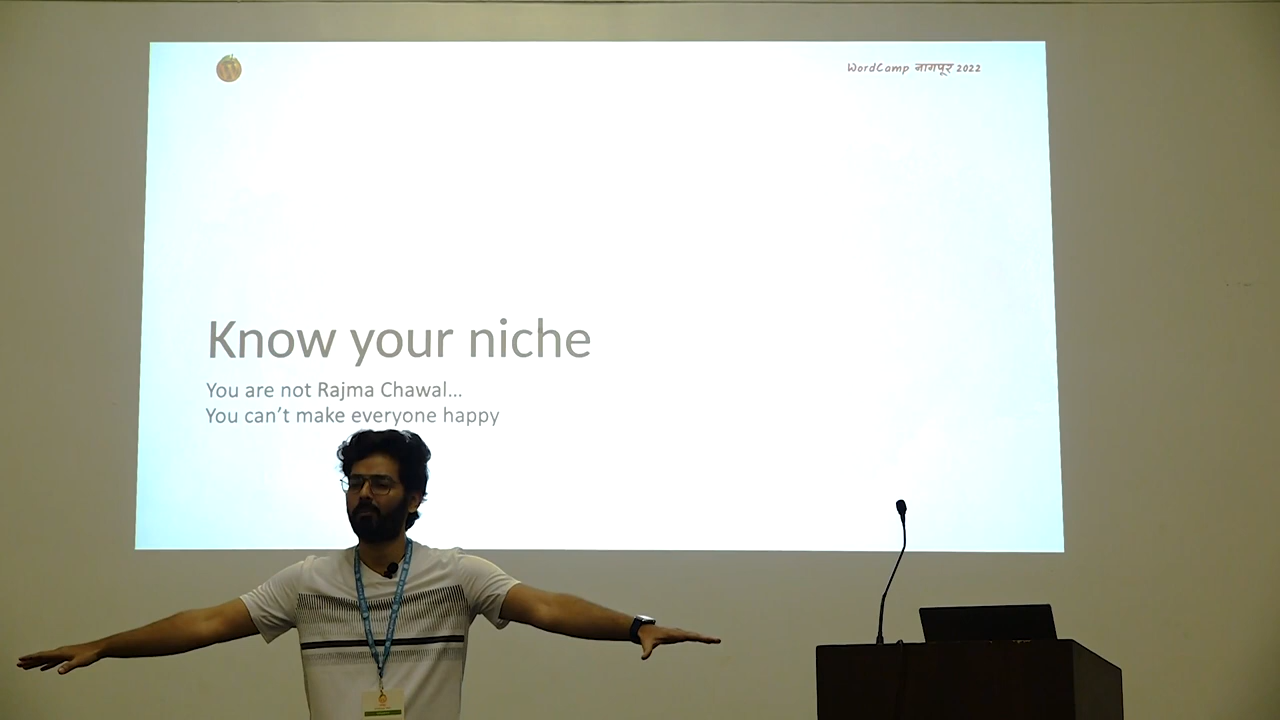 WordCamp नागपूर 2022
Know your niche
You are not Rajma Chawal...
You can't make everyone happy